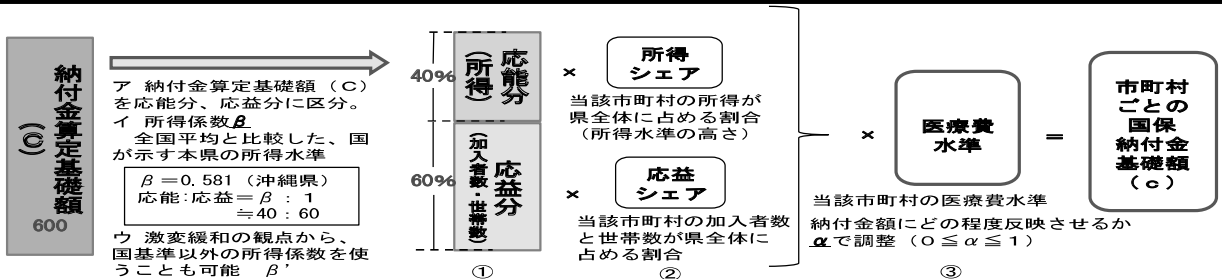 納付金算定基礎額
（C）
600
ア 納付金算定基礎額（C）
を応能分、応益分に区分。
イ 所得係数β
全国平均と比較した、国
が示す本県の所得水準
β＝0.581（沖縄県）
応能：応益＝β：1
≒40：60
ウ 激変緩和の観点から、
国基準以外の所得係数を使
うことも可能 β’
40%
応能分
（所得）
60%
応益分
（加入者数・世帯数）
①
×
所得
シェア
当該市町村の所得が
県全体に占める割合
（所得水準の高さ）
×
応益
シェア
当該市町村の加入者数
と世帯数が県全体に
占める割合
②
×
医療費
水準
当該市町村の医療費水準
納付金額にどの程度反映させるか
αで調整（0≦α≦1）
③
＝
市町村
ごとの
国保
納付金
基礎額
（c）